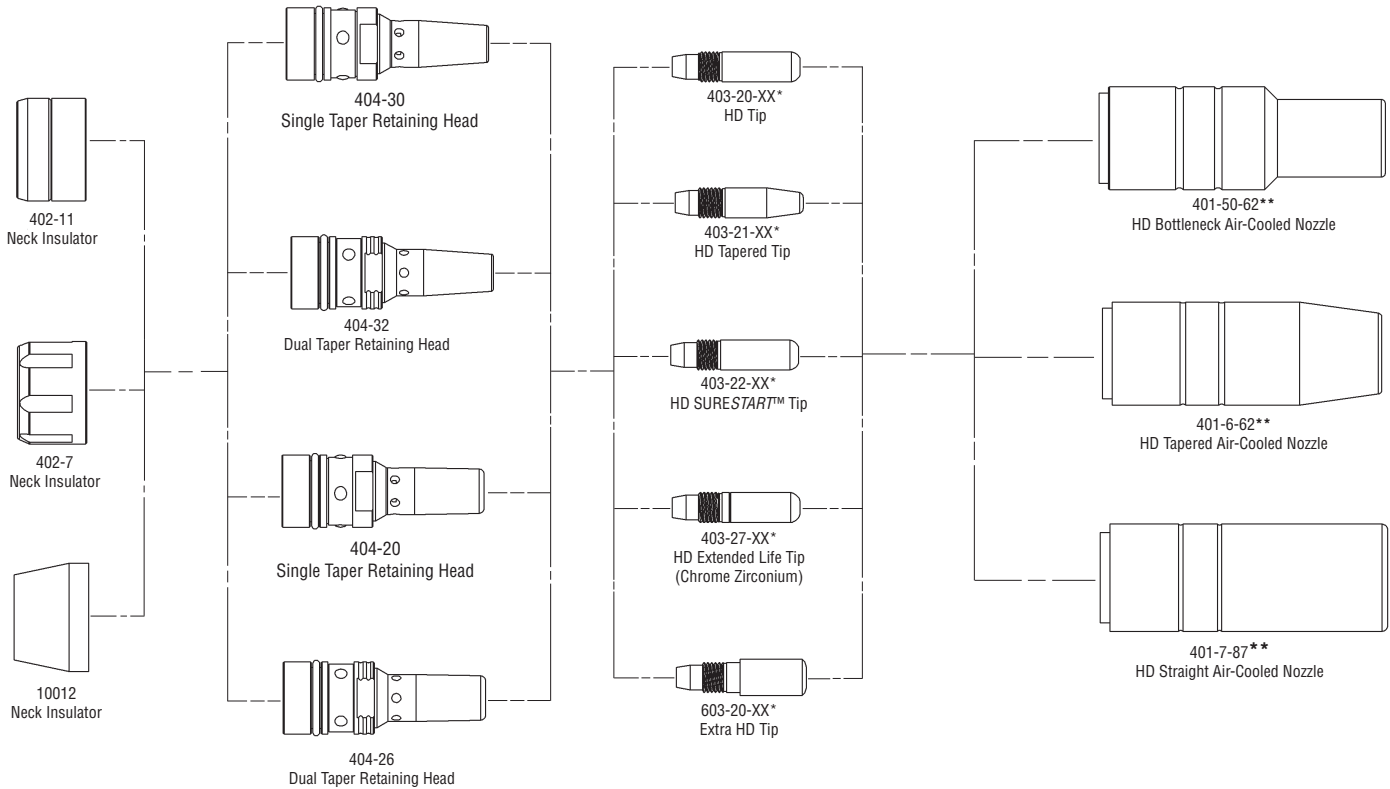 402-11
Neck Insulator
402-7
Neck Insulator
10012
Neck Insulator
404-30
Single Taper Retaining Head
404-32
Dual Taper Retaining Head
404-20
Single Taper Retaining Head
404-26
Dual Taper Retaining Head
403-20-XX*
HD Tip
403-21-XX*
HD Tapered Tip
403-22-XX*
HD SURESTART™ Tip
403-27-XX*
HD Extended Life Tip
(Chrome Zirconium)
603-20-XX*
Extra HD Tip
401-50-62**
HD Bottleneck Air-Cooled Nozzle
401-6-62**
HD Tapered Air-Cooled Nozzle
401-7-87**
HD Straight Air-Cooled Nozzle